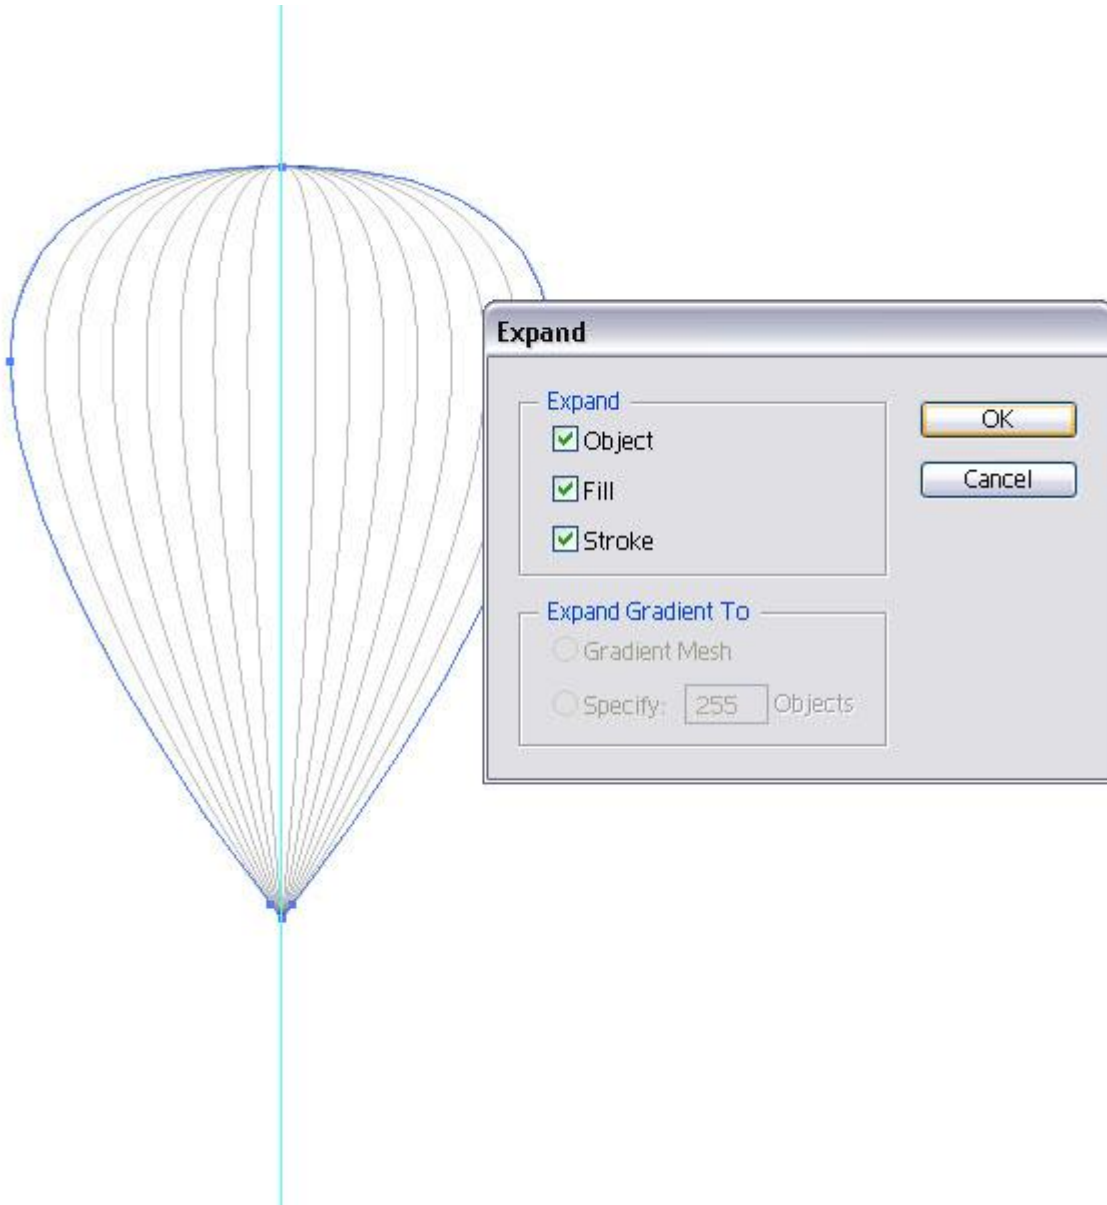 Expand
Expand
Object
Fill
Stroke
OK
Cancel
Expand Gradient To
Gradient Mesh
Specify: 255 Objects